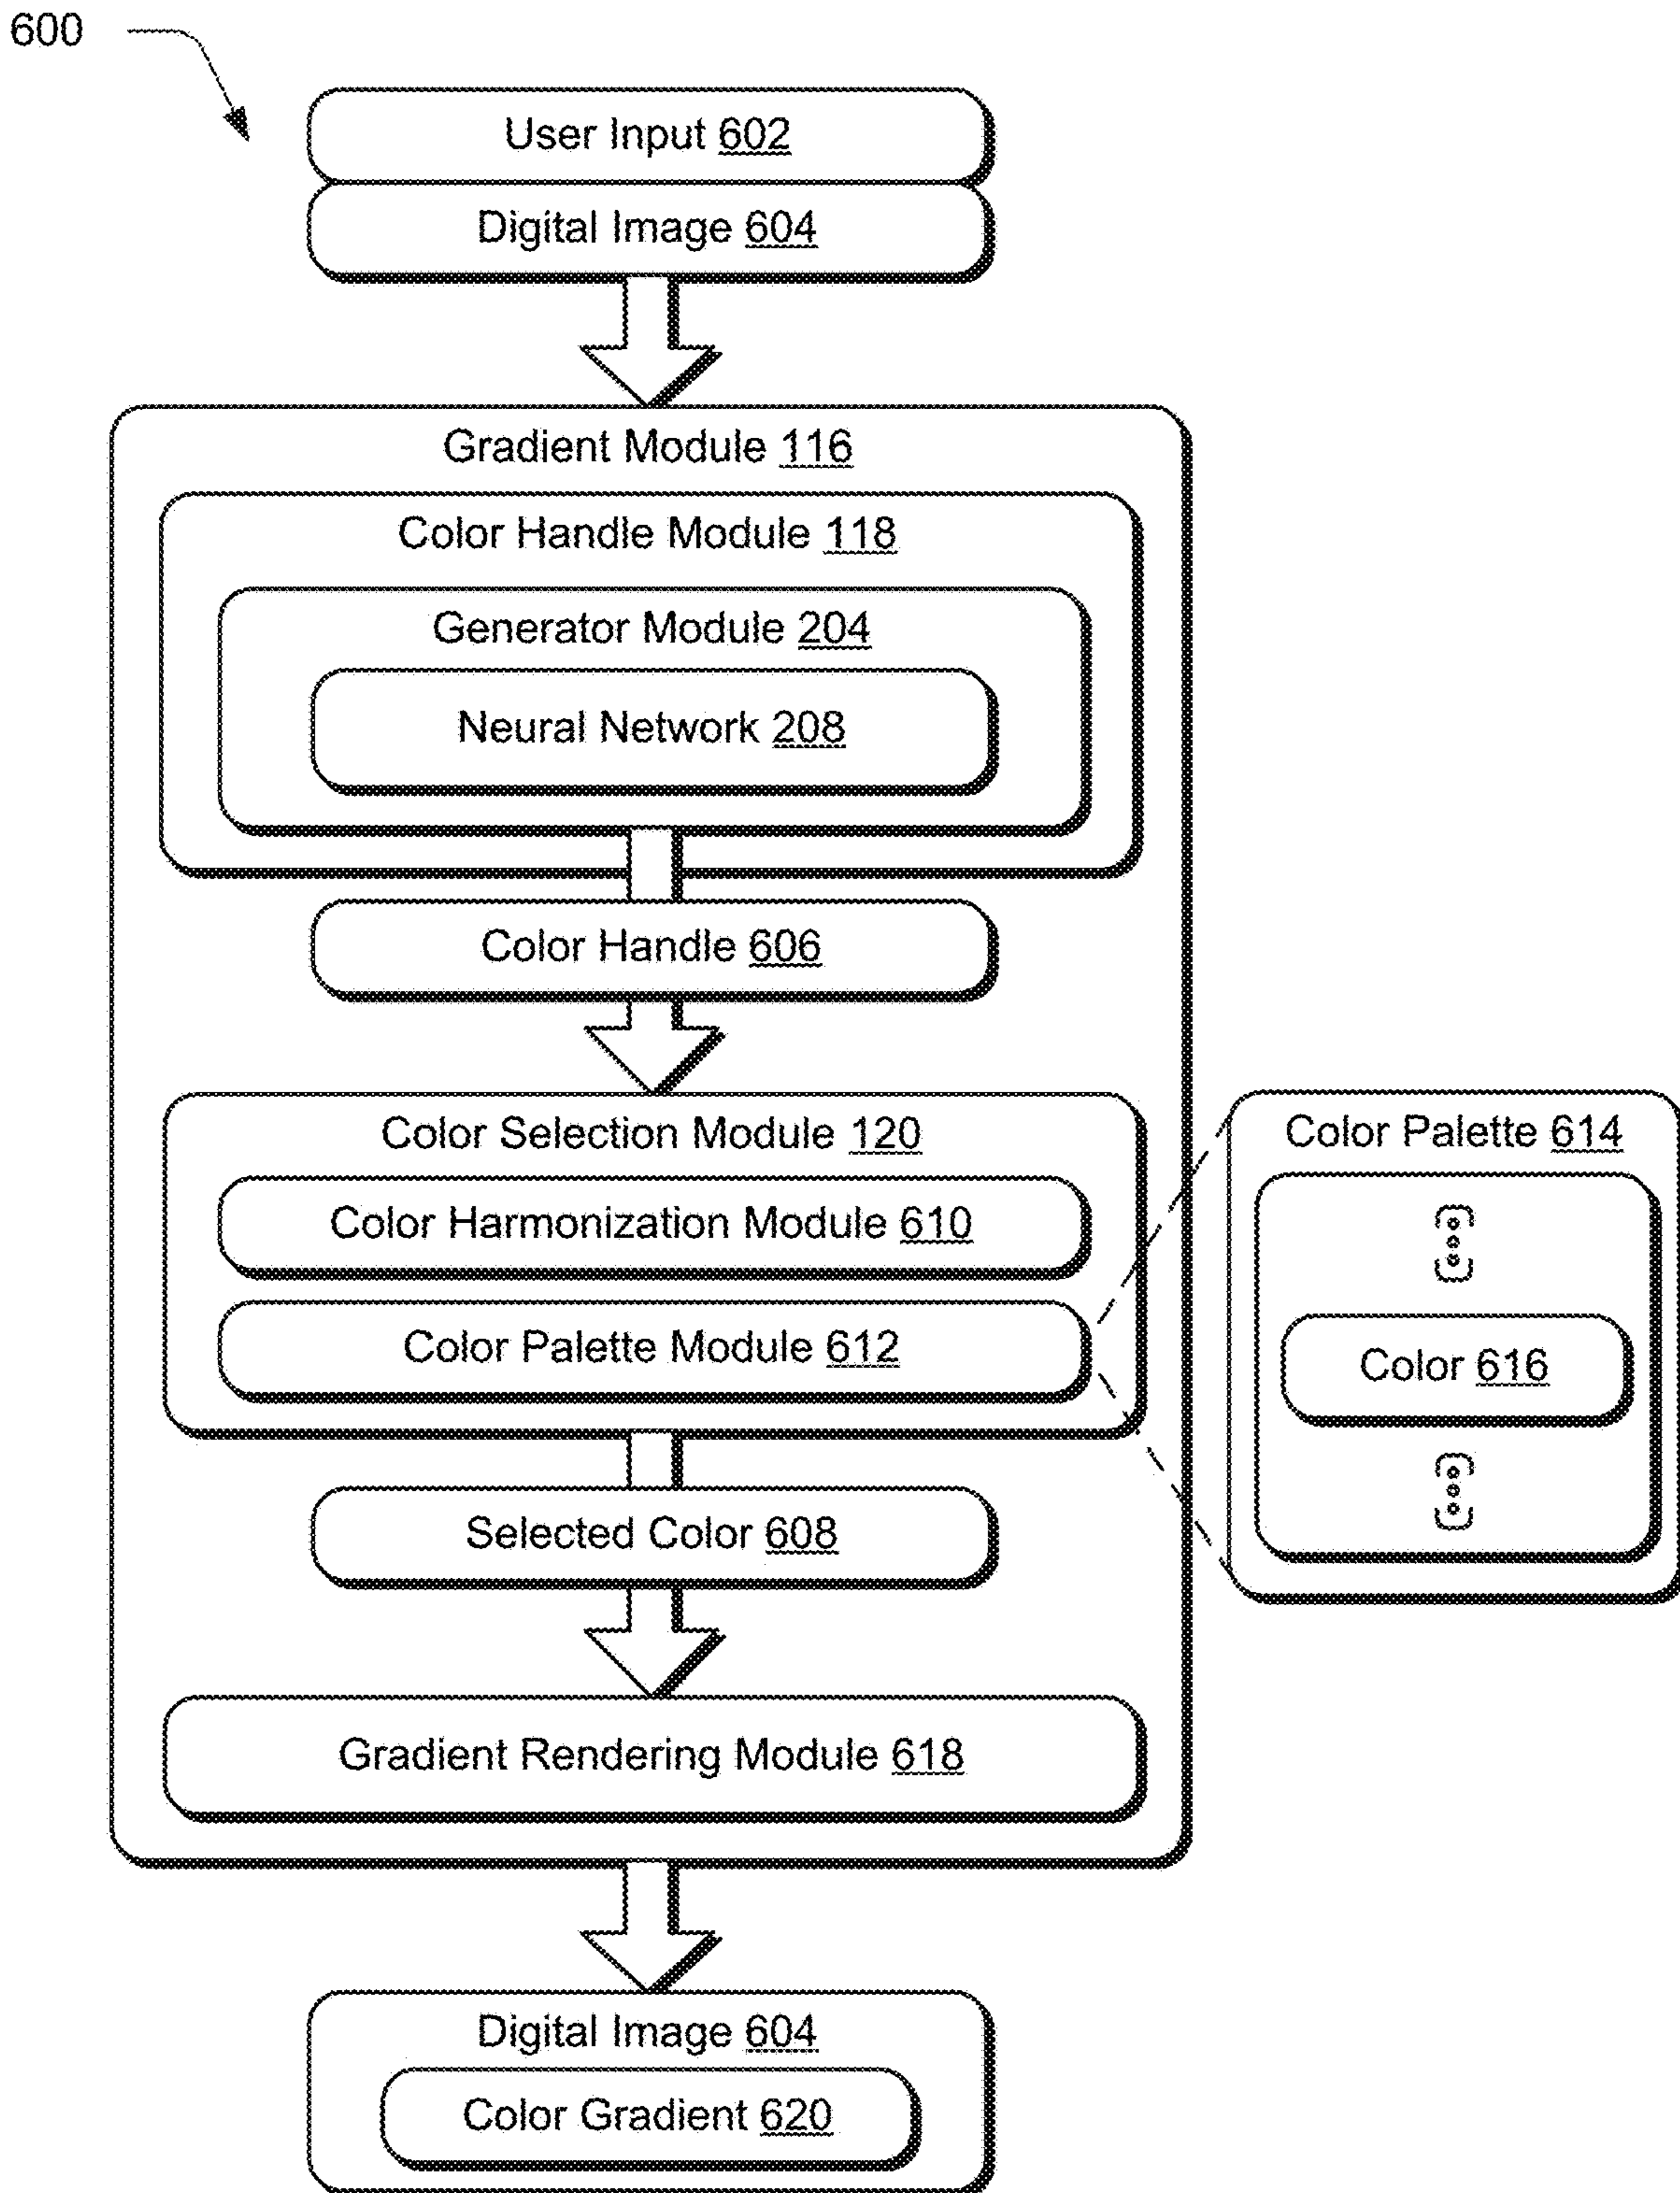 600
User Input 602
Digital Image 604
Gradient Module 116
Color Handle Module 118
Generator Module 204
Neural Network 208
Color Handle 606
Color Selection Module 120
Color Harmonization Module 610
Color Palette Module 612
Color Palette 614
Color 616
Selected Color 608
Gradient Rendering Module 618
Digital Image 604
Color Gradient 620